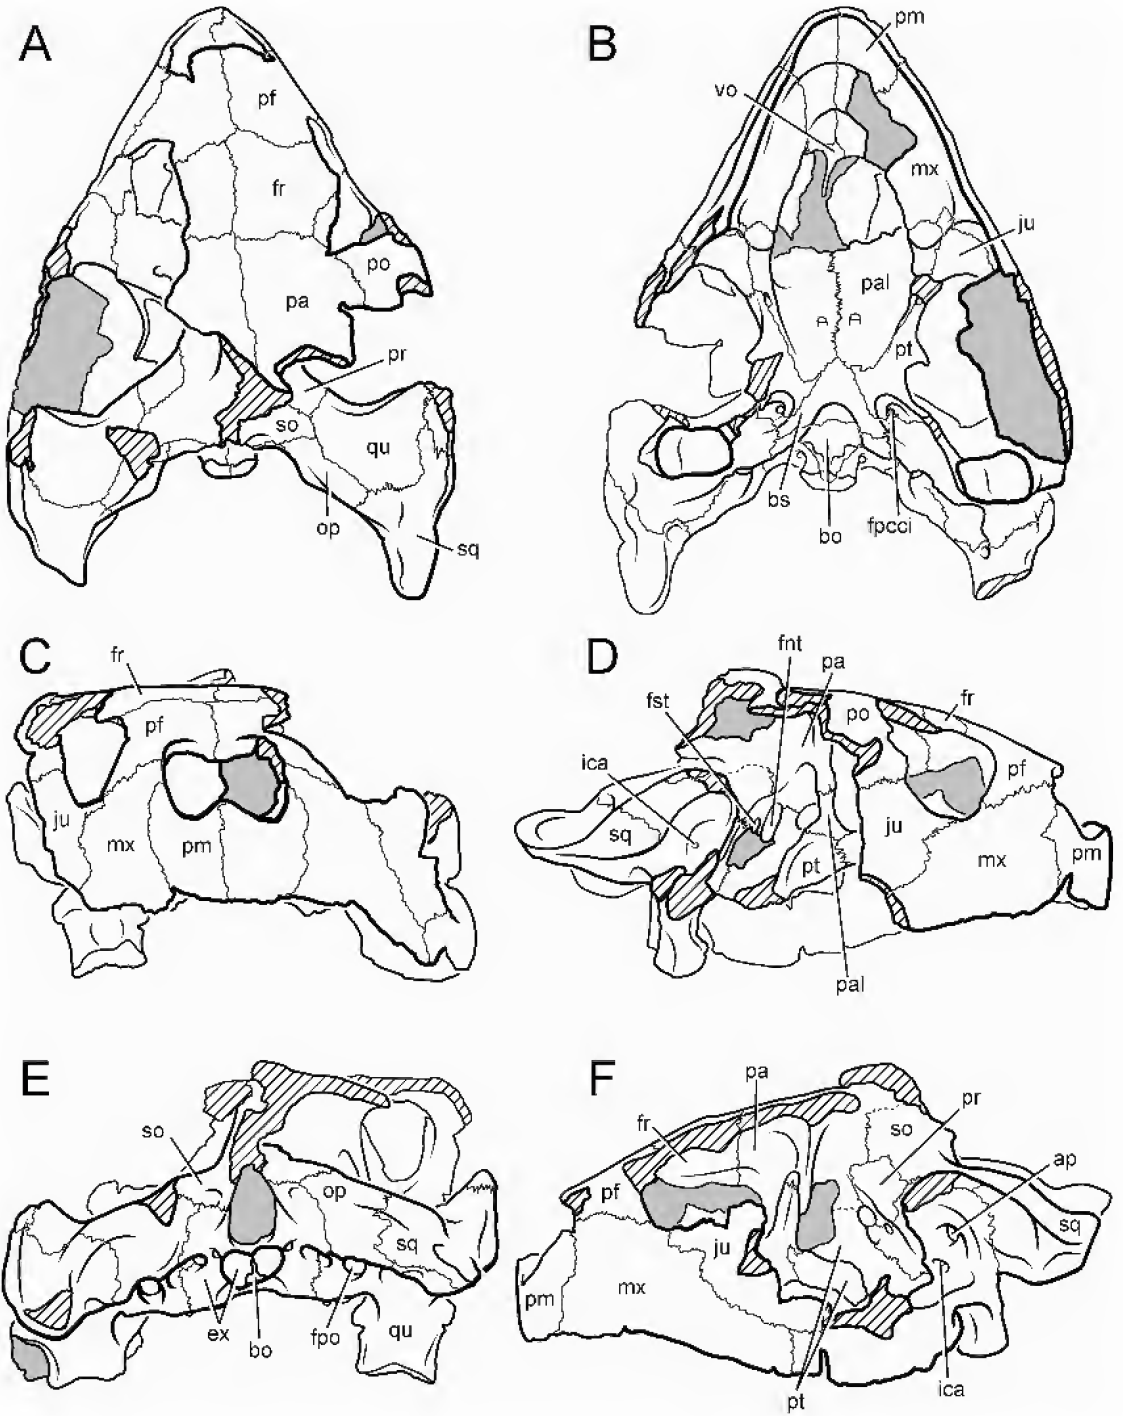 A
pf
fr
po
pa
pr
so
qu
op
sq
B
pm
vo
mx
ju
pal
pt
bs
bo
fpcci
C
fr
pf
ju
mx
pm
D
fnt
pa
fst
po
fr
ica
pf
sq
ju
pt
mx
pm
pal
E
so
op
sq
ex
bo
fpo
qu
F
pa
pr
fr
so
ap
pf
sq
ju
mx
pm
ica
pt